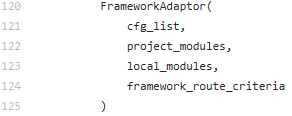 120 FrameworkAdaptor(
121 cfg_list,
122 project_modules,
123 local_modules,
124 framework_route_criteria
125 )